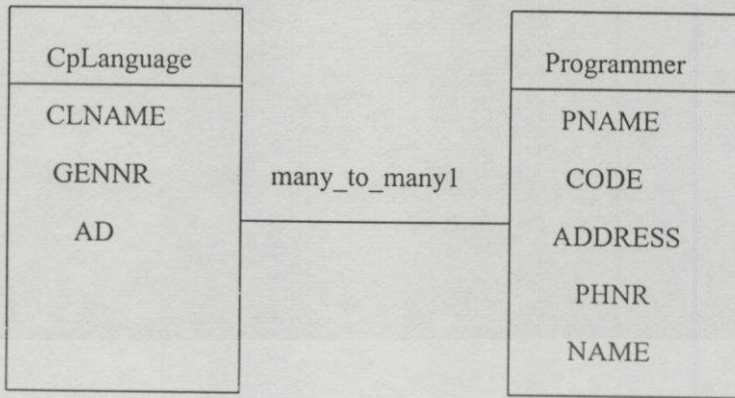 CpLanguage
CLNAME
GENNR
AD
many_to_many1
Programmer
PNAME
CODE
ADDRESS
PHNR
NAME